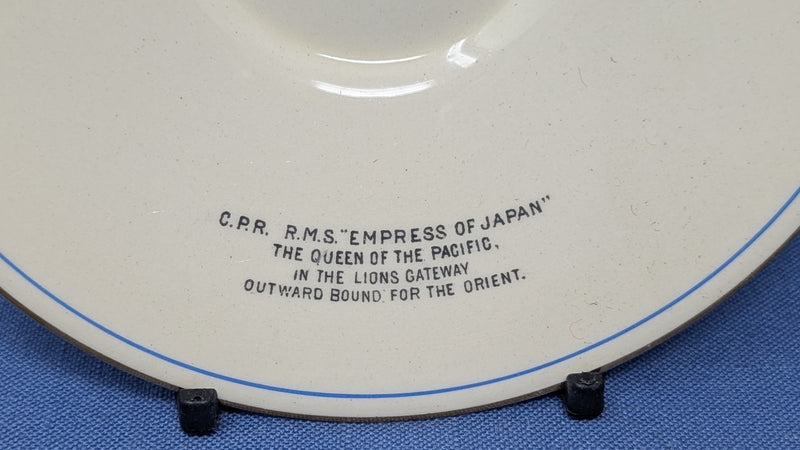 C.P.R. R.M.S. "EMPRESS OF JAPAN"
THE QUEEN OF THE PACIFIC,
IN THE LIONS GATEWAY
OUTWARD BOUND. FOR THE ORIENT.